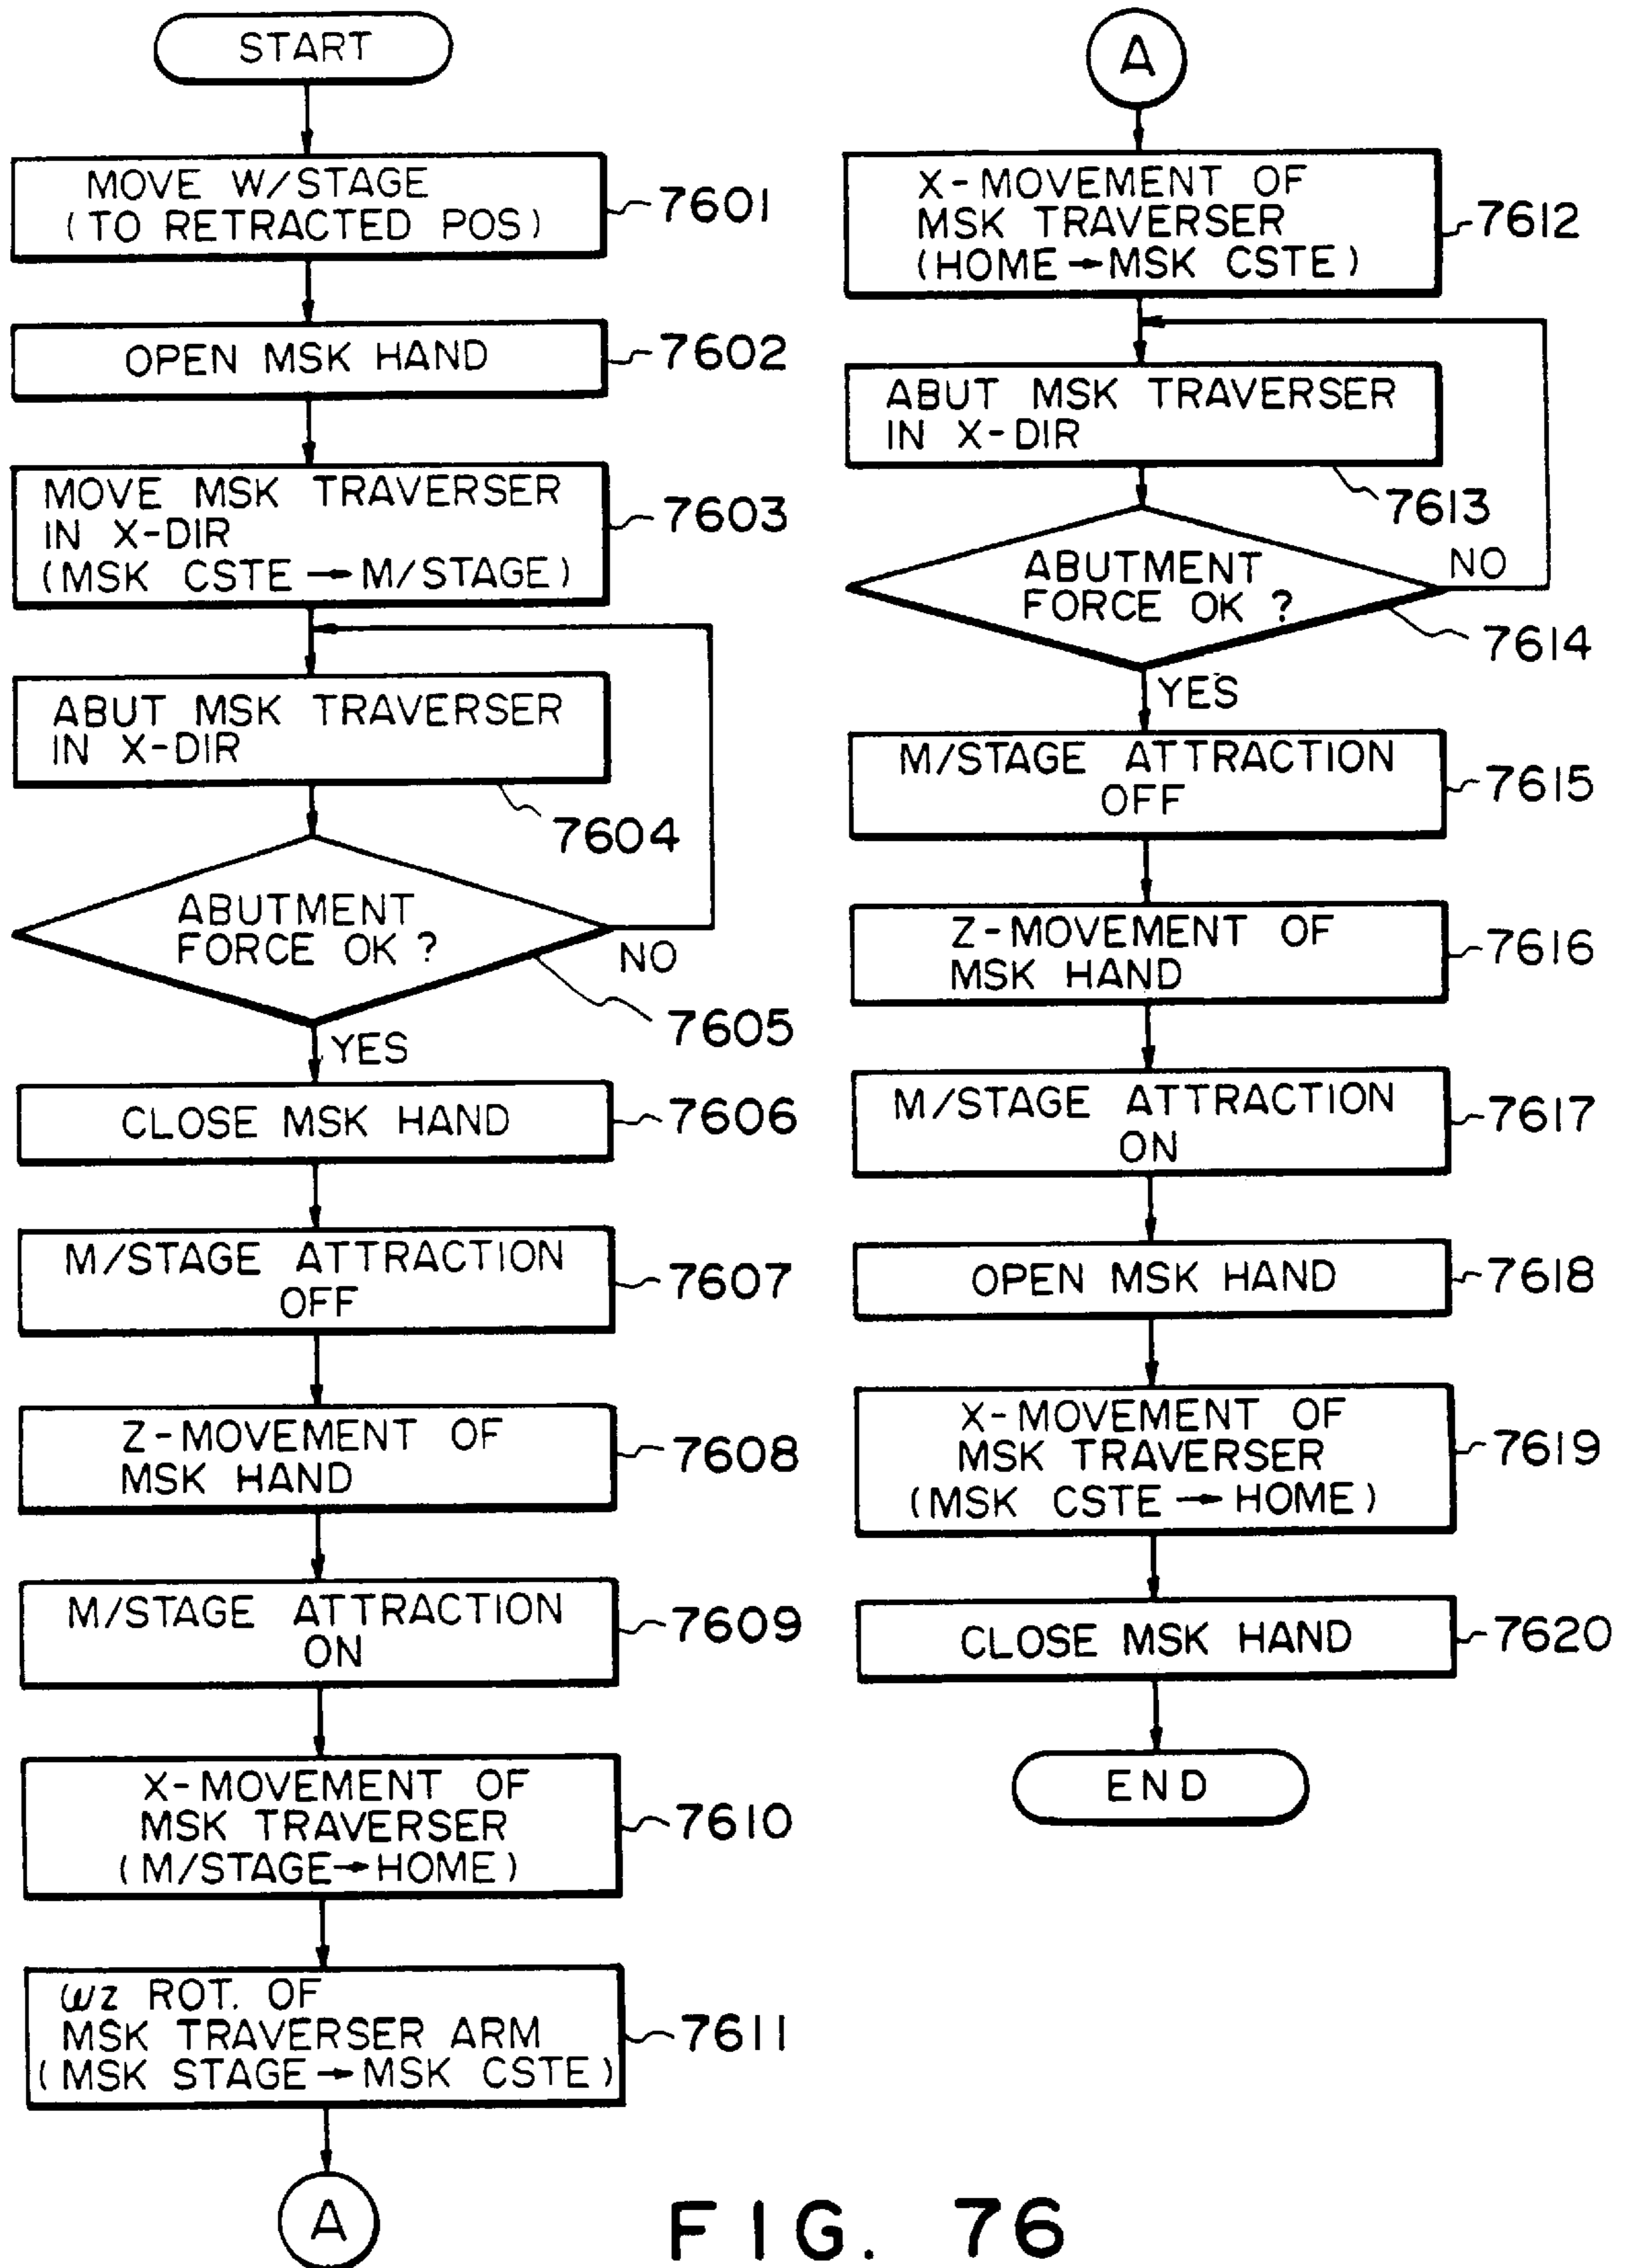 START
MOVE W/STAGE
(TO RETRACTED POS)
7601
OPEN MSK HAND
7602
MOVE MSK TRAVERSER
IN X-DIR
(MSK CSTE → M/STAGE)
7603
ABUT MSK TRAVERSER
IN X-DIR
7604
ABUTMENT
FORCE OK ?
NO
7605
YES
CLOSE MSK HAND
7606
M/STAGE ATTRACTION
OFF
7607
Z-MOVEMENT OF
MSK HAND
7608
M/STAGE ATTRACTION
ON
7609
X-MOVEMENT OF
MSK TRAVERSER
(M/STAGE → HOME)
7610
ωz ROT. OF
MSK TRAVERSER ARM
(MSK STAGE → MSK CSTE)
7611
A
A
X-MOVEMENT OF
MSK TRAVERSER
(HOME → MSK CSTE)
7612
ABUT MSK TRAVERSER
IN X-DIR
7613
ABUTMENT
FORCE OK ?
NO
7614
YES
M/STAGE ATTRACTION
OFF
7615
Z-MOVEMENT OF
MSK HAND
7616
M/STAGE ATTRACTION
ON
7617
OPEN MSK HAND
7618
X-MOVEMENT OF
MSK TRAVERSER
(MSK CSTE → HOME)
7619
CLOSE MSK HAND
7620
END
FIG. 76